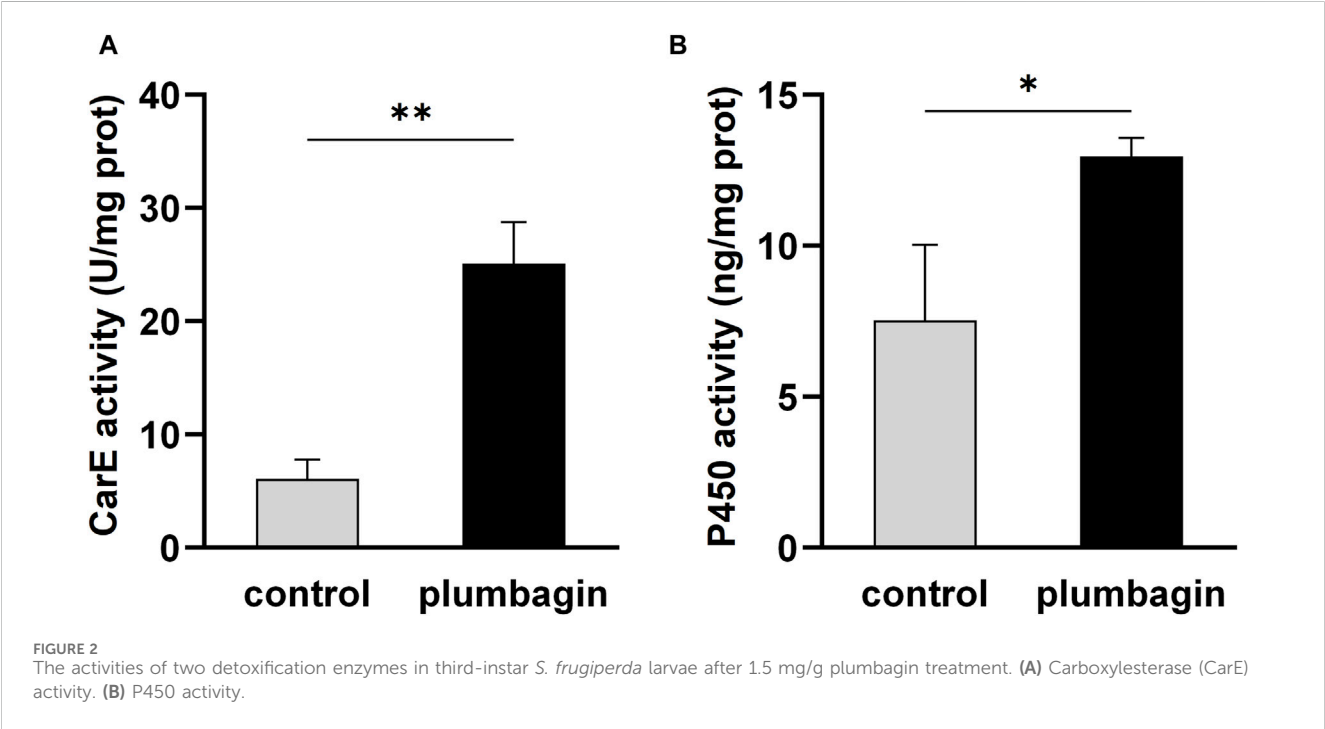 A
B
CarE activity (U/mg prot)
40
30
20
10
0
**
control
plumbagin
P450 activity (ng/mg prot)
15
10
5
0
*
control
plumbagin
FIGURE 2
The activities of two detoxification enzymes in third-instar S. frugiperda larvae after 1.5 mg/g plumbagin treatment. (A) Carboxylesterase (CarE)
activity. (B) P450 activity.